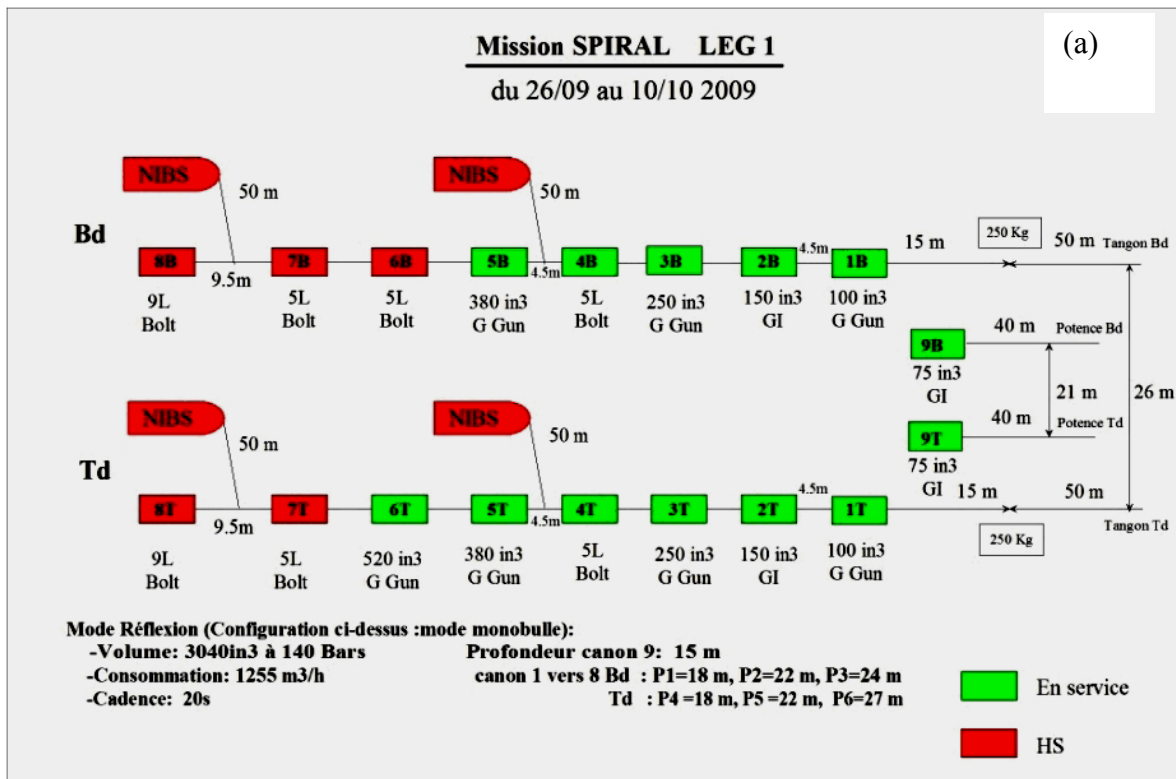 Mission SPIRAL LEG 1
(a)
du 26/09 au 10/10 2009
NIBS
50 m
NIBS
50 m
Bd
8B
9.5m
7B
6B
5B
4.5m
4B
3B
2B
4.5m
1B
15 m
250 Kg
50 m
Tangon Bd
9L
Bolt
5L
Bolt
5L
Bolt
380 in3
G Gun
5L
Bolt
250 in3
G Gun
150 in3
GI
100 in3
G Gun
9B
75 in3
GI
40 m
Potence Bd
21 m
26 m
9T
75 in3
GI
40 m
Potence Td
NIBS
50 m
NIBS
50 m
Td
8T
9.5m
7T
6T
5T
4.5m
4T
3T
2T
4.5m
1T
15 m
250 Kg
50 m
Tangon Td
9L
Bolt
5L
Bolt
520 in3
G Gun
380 in3
G Gun
5L
Bolt
250 in3
G Gun
150 in3
GI
100 in3
G Gun
Mode Réflexion (Configuration ci-dessus :mode monobulle):
-Volume: 3040in3 à 140 Bars
-Consommation: 1255 m3/h
-Cadence: 20s
Profondeur canon 9: 15 m
canon 1 vers 8 Bd : P1=18 m, P2=22 m, P3=24 m
Td : P4 =18 m, P5 =22 m, P6=27 m
En service
HS